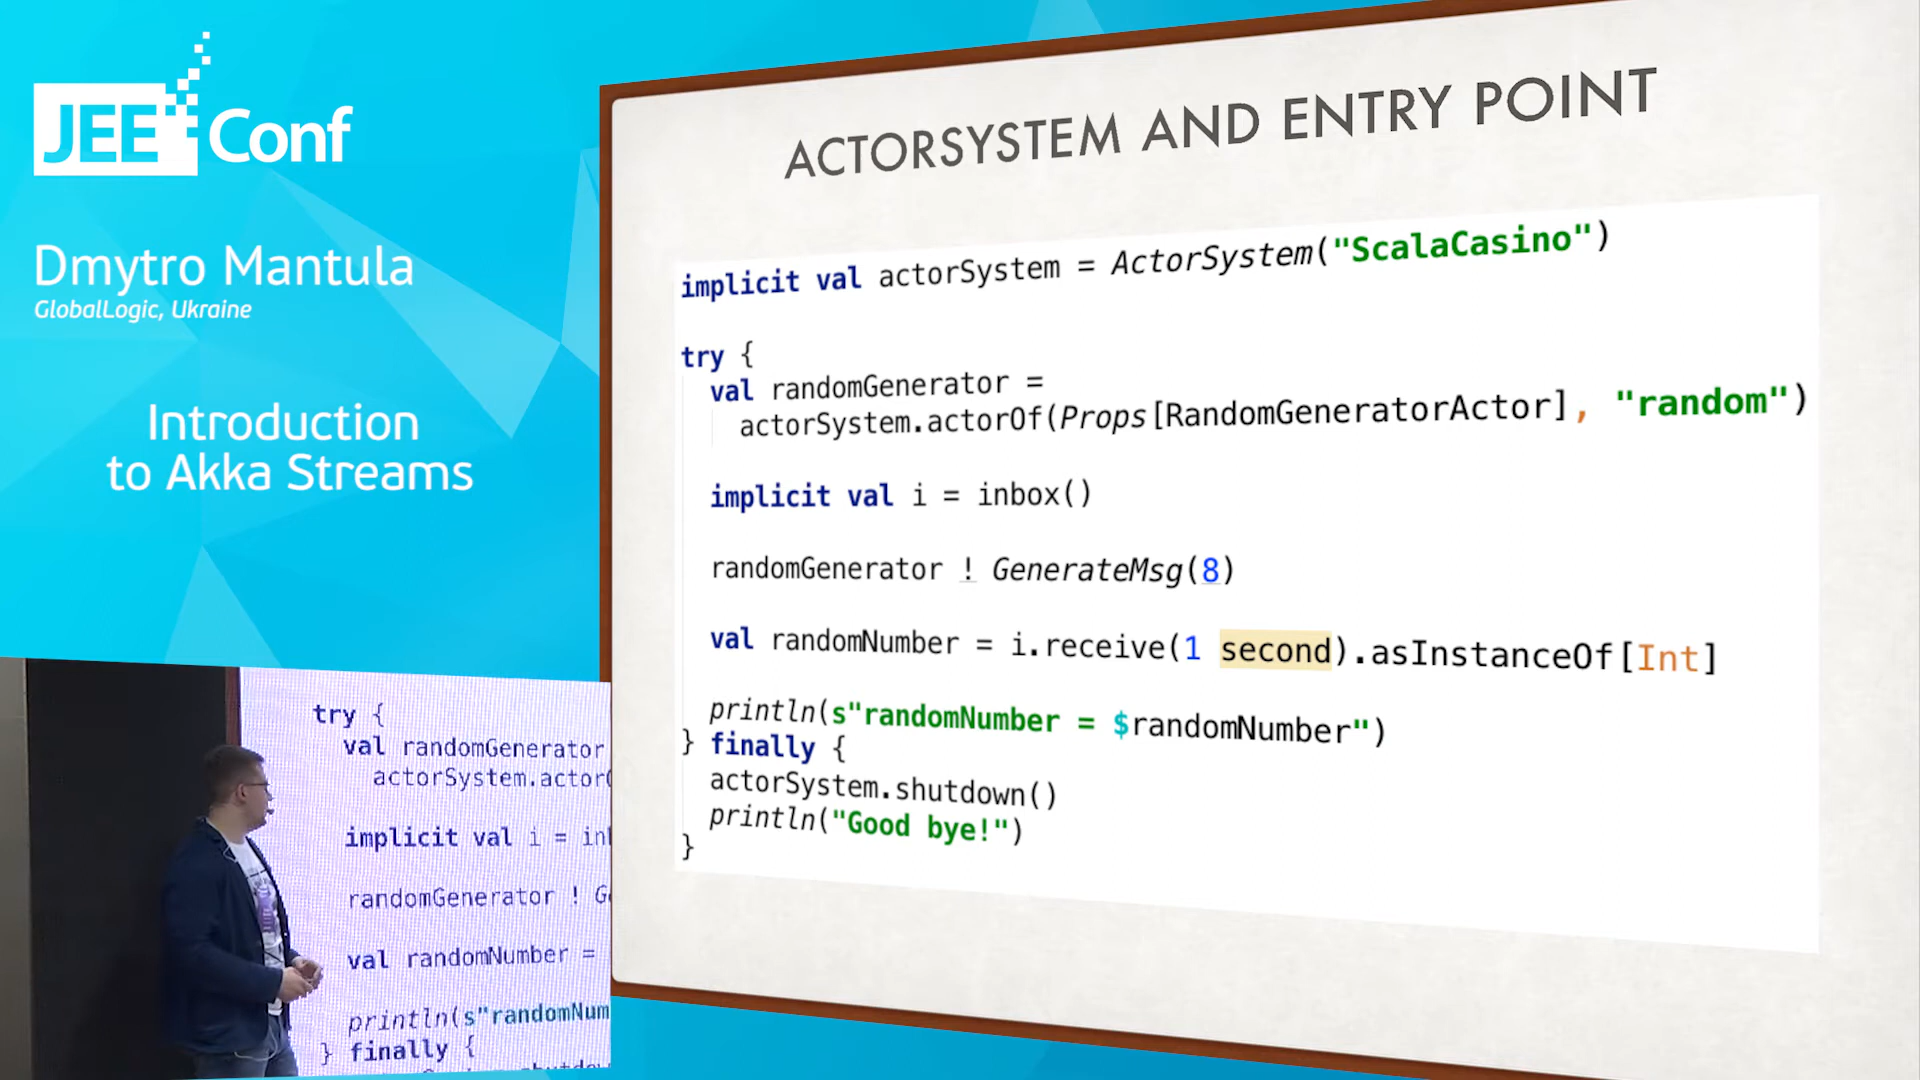 JEE Conf
Dmytro Mantula
GlobalLogic, Ukraine
Introduction
to Akka Streams
ACTORSYSTEM AND ENTRY POINT
implicit val actorSystem = ActorSystem("ScalaCasino")
try {
val randomGenerator =
actorSystem.actorOf(Props[RandomGeneratorActor], "random")
implicit val i = inbox()
randomGenerator ! GenerateMsg(8)
val randomNumber = i.receive(1 second).asInstanceOf[Int]
println(s"randomNumber = $randomNumber")
} finally {
actorSystem.shutdown()
println("Good bye!")
}
try {
val randomGenerator
actorSystem.actorO
implicit val i = in
randomGenerator ! G
val randomNumber =
println(s"randomNum
} finally {